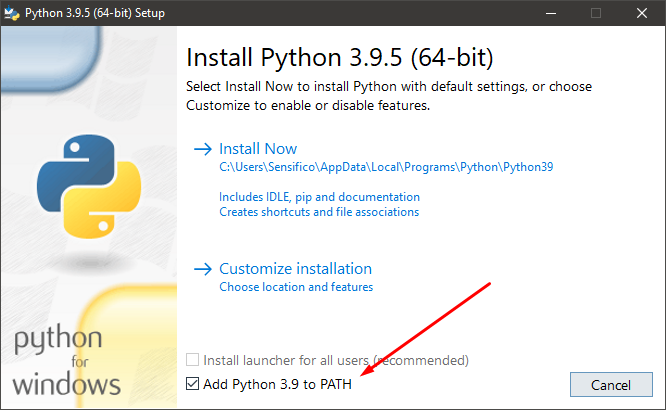 Python 3.9.5 (64-bit) Setup
Install Python 3.9.5 (64-bit)
Select Install Now to install Python with default settings, or choose
Customize to enable or disable features.
Install Now
C:\Users\Sensifico\AppData\Local\Programs\Python\Python39
Includes IDLE, pip and documentation
Creates shortcuts and file associations
Customize installation
Choose location and features
Install launcher for all users (recommended)
Add Python 3.9 to PATH
Cancel
python
for
windows